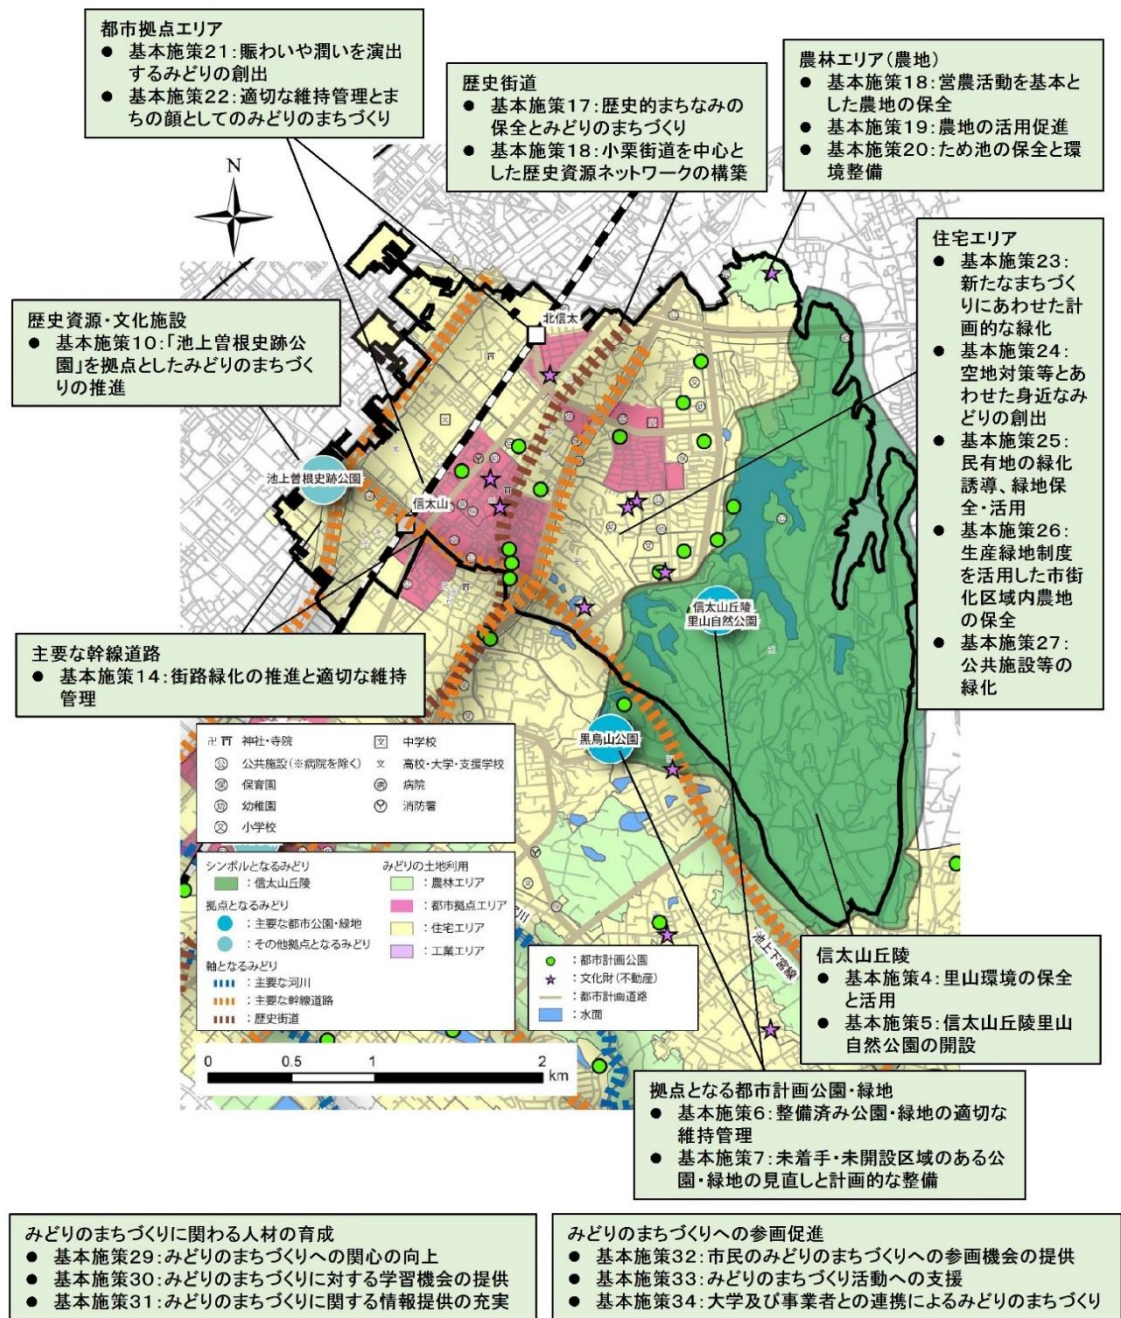 都市拠点エリア
● 基本施策21:賑わいや潤いを演出
するみどりの創出
● 基本施策22:適切な維持管理とま
ちの顔としてのみどりのまちづくり
歴史街道
● 基本施策17:歴史的まちなみの
保全とみどりのまちづくり
● 基本施策18:小栗街道を中心と
した歴史資源ネットワークの構築
農林エリア(農地)
● 基本施策18:営農活動を基本と
した農地の保全
● 基本施策19:農地の活用促進
● 基本施策20:ため池の保全と環
境整備
N
住宅エリア
● 基本施策23:
新たなまちづ
くりにあわせた計
画的な緑化
● 基本施策24:
空地対策等とあ
わせた身近なみ
どりの創出
● 基本施策25:
民有地の緑化
誘導、緑地保
全・活用
● 基本施策26:
生産緑地制度
を活用した市街
化区域内農地
の保全
● 基本施策27:
公共施設等の
緑化
歴史資源・文化施設
● 基本施策10:「池上曽根史跡公
園」を拠点としたみどりのまちづく
りの推進
北信太
池上曽根史跡公園
信太山
信太山丘陵
里山自然公園
黒鳥山公園
池上下宮線
主要な幹線道路
● 基本施策14:街路緑化の推進と適切な維持
管理
神社・寺院
公共施設(※病院を除く)
保育園
幼稚園
小学校
中学校
高校・大学・支援学校
病院
消防署
シンボルとなるみどり
:信太山丘陵
拠点となるみどり
:主要な都市公園・緑地
:その他拠点となるみどり
軸となるみどり
:主要な河川
:主要な幹線道路
:歴史街道
みどりの土地利用
:農林エリア
:都市拠点エリア
:住宅エリア
:工業エリア
:都市計画公園
:文化財(不動産)
:都市計画道路
:水面
0 0.5 1 2
km
信太山丘陵
● 基本施策4:里山環境の保全
と活用
● 基本施策5:信太山丘陵里山
自然公園の開設
拠点となる都市計画公園・緑地
● 基本施策6:整備済み公園・緑地の適切な
維持管理
● 基本施策7:未着手・未開設区域のある公
園・緑地の見直しと計画的な整備
みどりのまちづくりに関わる人材の育成
● 基本施策29:みどりのまちづくりへの関心の向上
● 基本施策30:みどりのまちづくりに対する学習機会の提供
● 基本施策31:みどりのまちづくりに関する情報提供の充実
みどりのまちづくりへの参画促進
● 基本施策32:市民のみどりのまちづくりへの参画機会の提供
● 基本施策33:みどりのまちづくり活動への支援
● 基本施策34:大学及び事業者との連携によるみどりのまちづくり